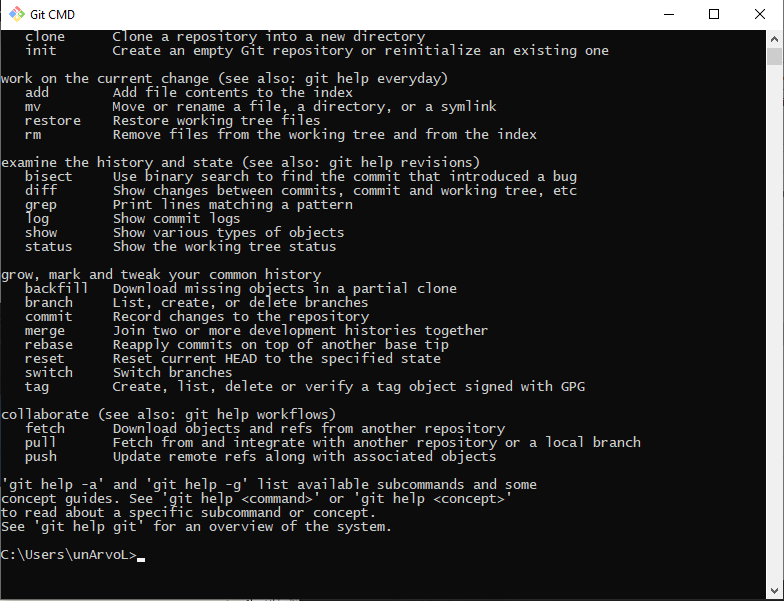 Git CMD
clone      Clone a repository into a new directory
init       Create an empty Git repository or reinitialize an existing one
work on the current change (see also: git help everyday)
add        Add file contents to the index
mv         Move or rename a file, a directory, or a symlink
restore    Restore working tree files
rm         Remove files from the working tree and from the index
examine the history and state (see also: git help revisions)
bisect     Use binary search to find the commit that introduced a bug
diff       Show changes between commits, commit and working tree, etc
grep       Print lines matching a pattern
log        Show commit logs
show       Show various types of objects
status     Show the working tree status
grow, mark and tweak your common history
backfill   Download missing objects in a partial clone
branch     List, create, or delete branches
commit     Record changes to the repository
merge      Join two or more development histories together
rebase     Reapply commits on top of another base tip
reset      Reset current HEAD to the specified state
switch     Switch branches
tag        Create, list, delete or verify a tag object signed with GPG
collaborate (see also: git help workflows)
fetch      Download objects and refs from another repository
pull       Fetch from and integrate with another repository or a local branch
push       Update remote refs along with associated objects
'git help -a' and 'git help -g' list available subcommands and some
concept guides. See 'git help <command>' or 'git help <concept>'
to read about a specific subcommand or concept.
See 'git help git' for an overview of the system.
C:\Users\unArvoL>